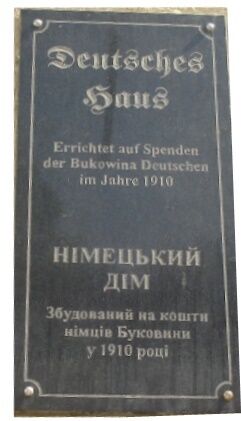 Deutsches
Haus
Errichtet auf Spenden
der Bukowina Deutschen
im Jahre 1910
НІМЕЦЬКИЙ
ДІМ
Збудований на кошти
німців Буковини
у 1910 році